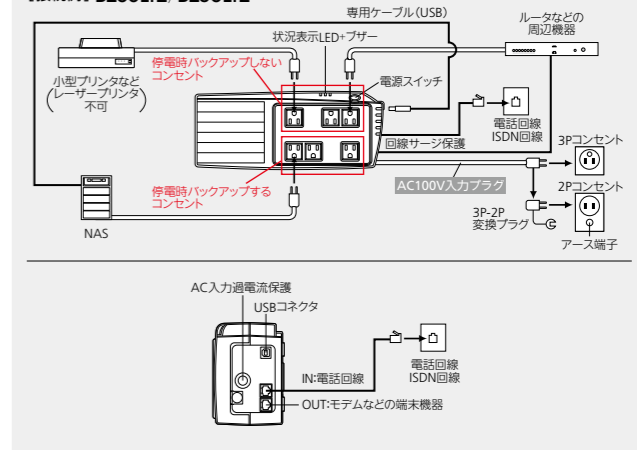 専用ケーブル（USB）
ルータなどの
周辺機器
状況表示LED+ブザー
停電時バックアップしない
コンセント
電源スイッチ
小型プリンタなど
（レーザープリンタ）
不可
電話回線
ISDN回線
回線サージ保護
3Pコンセント
AC100V入力プラグ
2Pコンセント
停電時バックアップする
コンセント
3P-2P
変換プラグ
アース端子
NAS
AC入力過電流保護
USBコネクタ
電話回線
ISDN回線
IN:電話回線
OUT:モデムなどの端末機器